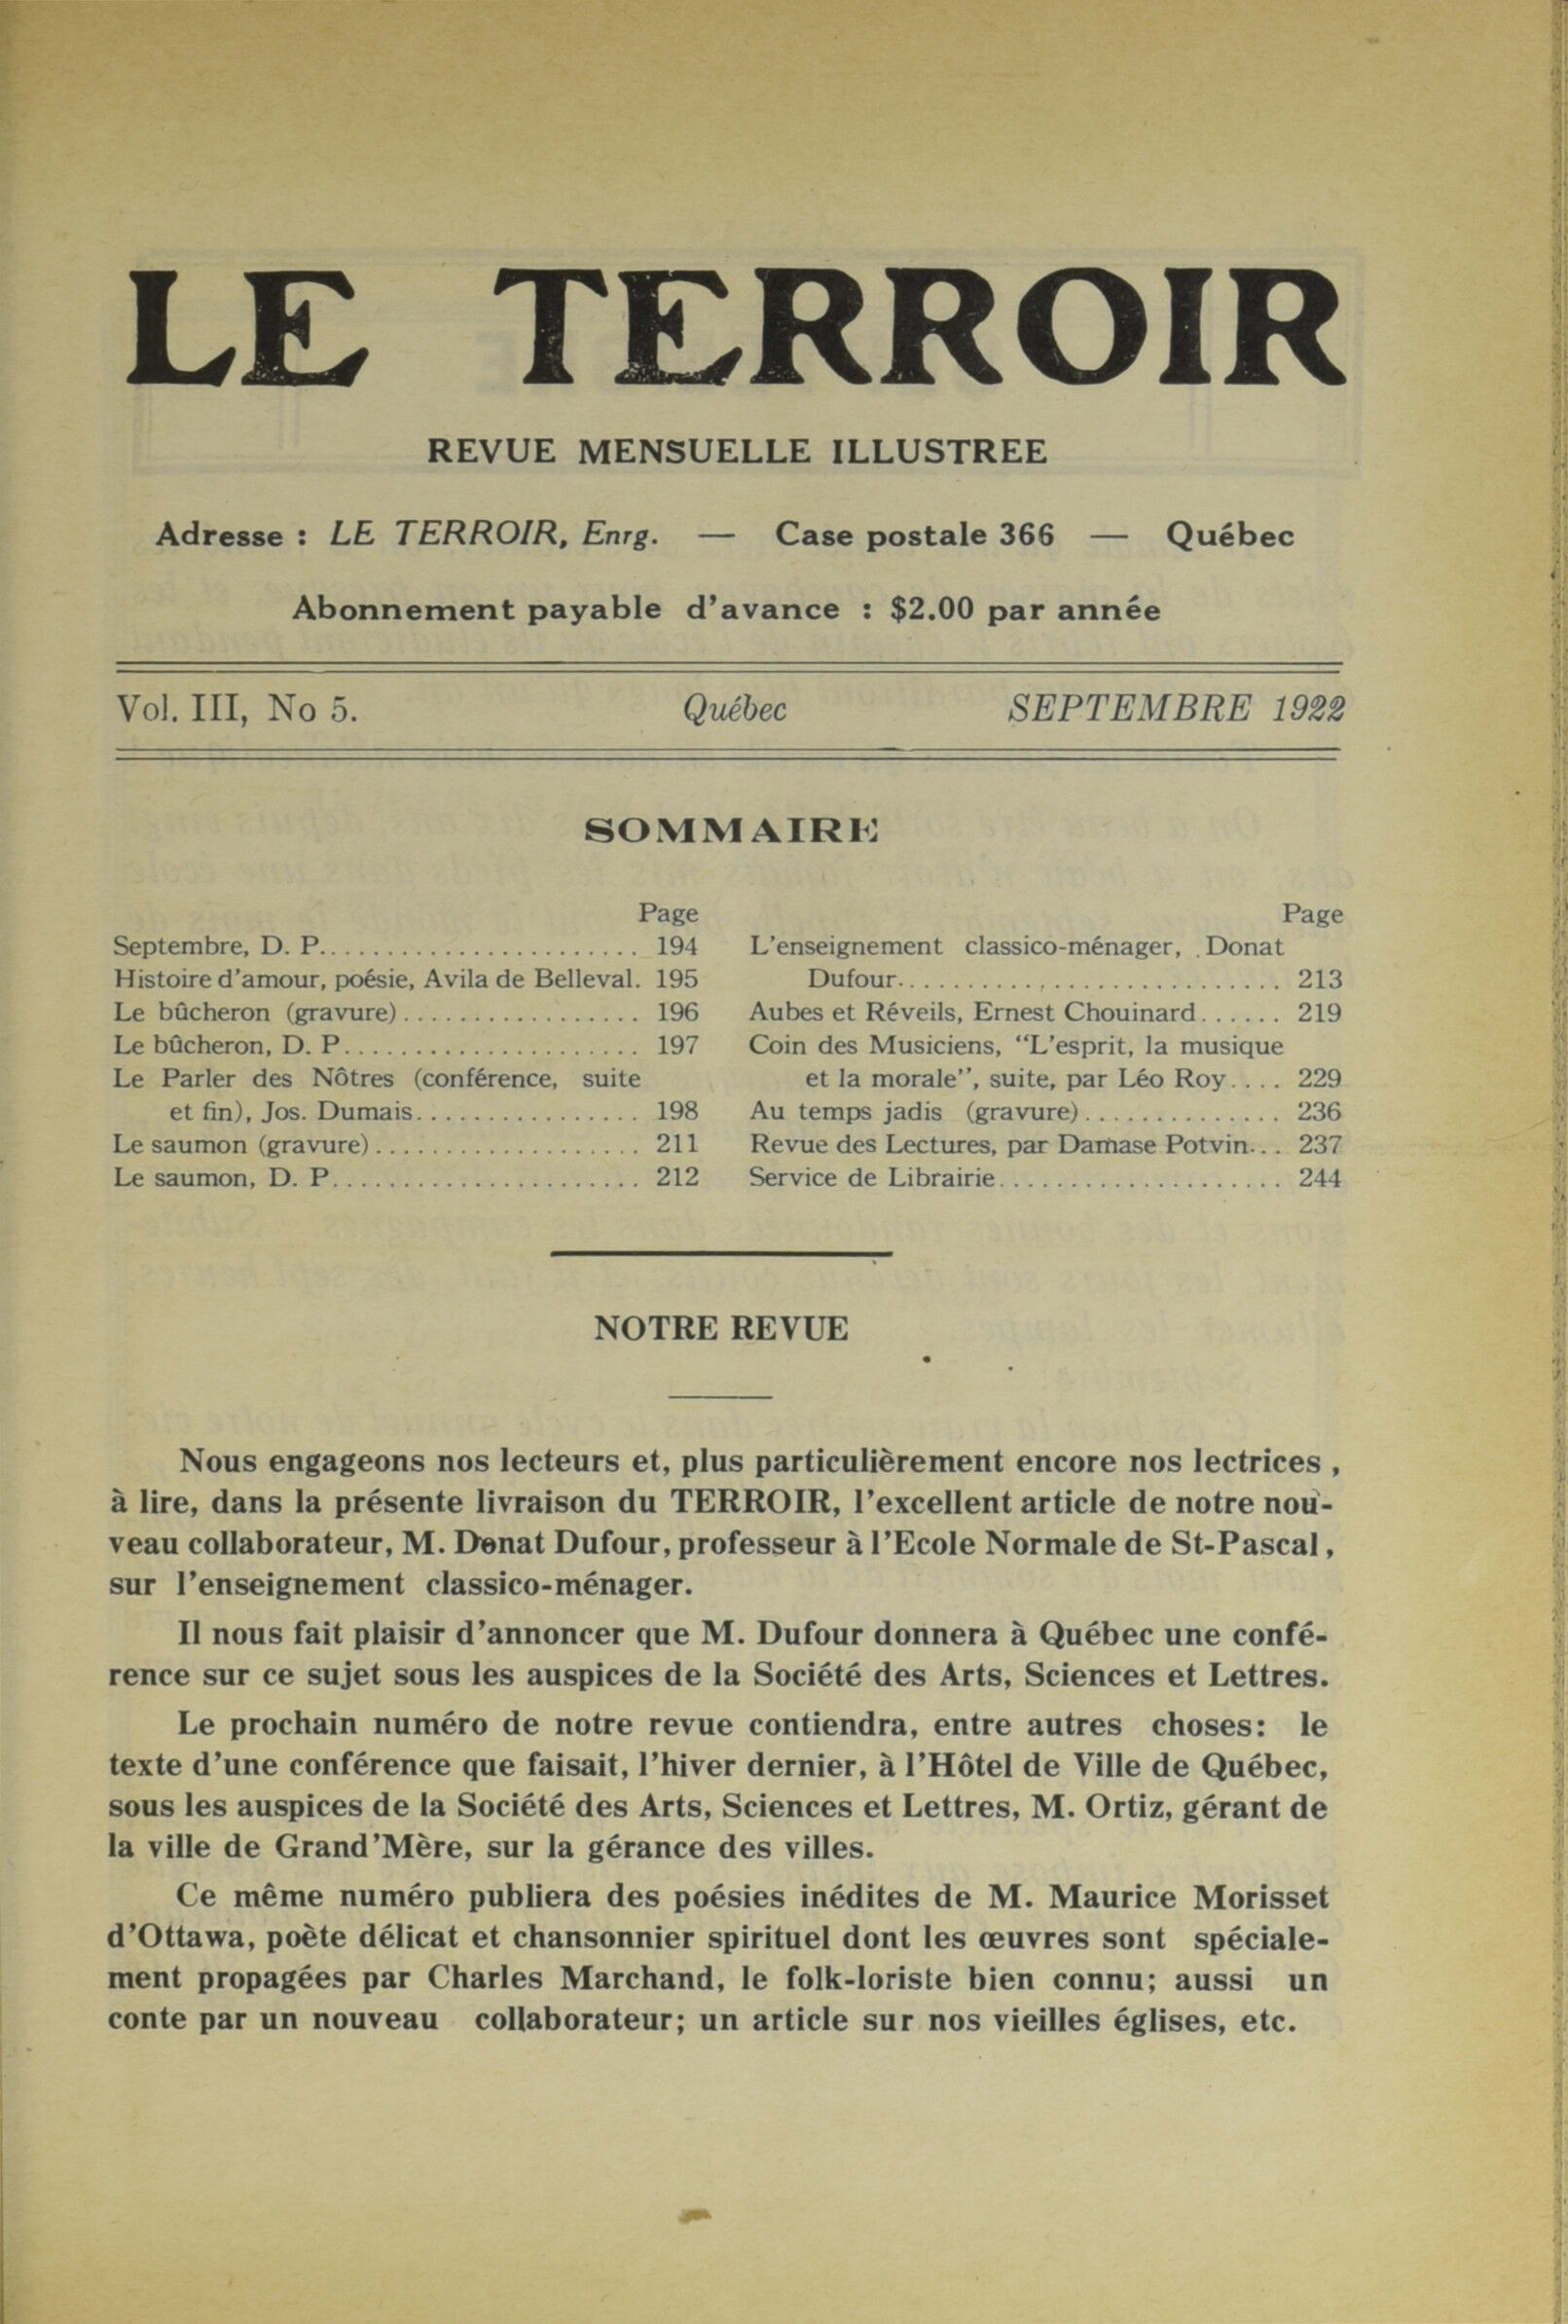 LE TERROIR
REVUE MENSUELLE ILLUSTREE
Adresse : LE TERROIR, Enrg. — Case postale 366 — Québec
Abonnement payable d'avance : $2.00 par année
Vol. III, No 5. Québec SEPTEMBRE 1922
SOMMAIRE
Page
Septembre, D. P. 194
Histoire d'amour, poésie, Avila de Belleval. 195
Le bûcheron (gravure) 196
Le bûcheron, D. P. 197
Le Parler des Nôtres (conférence, suite
et fin), Jos. Dumais 198
Le saumon (gravure) 211
Le saumon, D. P. 212
Page
L'enseignement classico-ménager, Donat
Dufour 213
Aubes et Réveils, Ernest Chouinard 219
Coin des Musiciens, "L'esprit, la musique
et la morale", suite, par Léo Roy 229
Au temps jadis (gravure) 236
Revue des Lectures, par Damase Potvin 237
Service de Librairie 244
NOTRE REVUE
Nous engageons nos lecteurs et, plus particulièrement encore nos lectrices ,
à lire, dans la présente livraison du TERROIR, l'excellent article de notre nou-
veau collaborateur, M. Donat Dufour, professeur à l'Ecole Normale de St-Pascal ,
sur l'enseignement classico-ménager.
Il nous fait plaisir d'annoncer que M. Dufour donnera à Québec une confé-
rence sur ce sujet sous les auspices de la Société des Arts, Sciences et Lettres.
Le prochain numéro de notre revue contiendra, entre autres choses: le
texte d'une conférence que faisait, l'hiver dernier, à l'Hôtel de Ville de Québec,
sous les auspices de la Société des Arts, Sciences et Lettres, M. Ortiz, gérant de
la ville de Grand'Mère, sur la gérance des villes.
Ce même numéro publiera des poésies inédites de M. Maurice Morisset
d'Ottawa, poète délicat et chansonnier spirituel dont les œuvres sont spéciale-
ment propagées par Charles Marchand, le folk-loriste bien connu; aussi un
conte par un nouveau collaborateur; un article sur nos vieilles églises, etc.